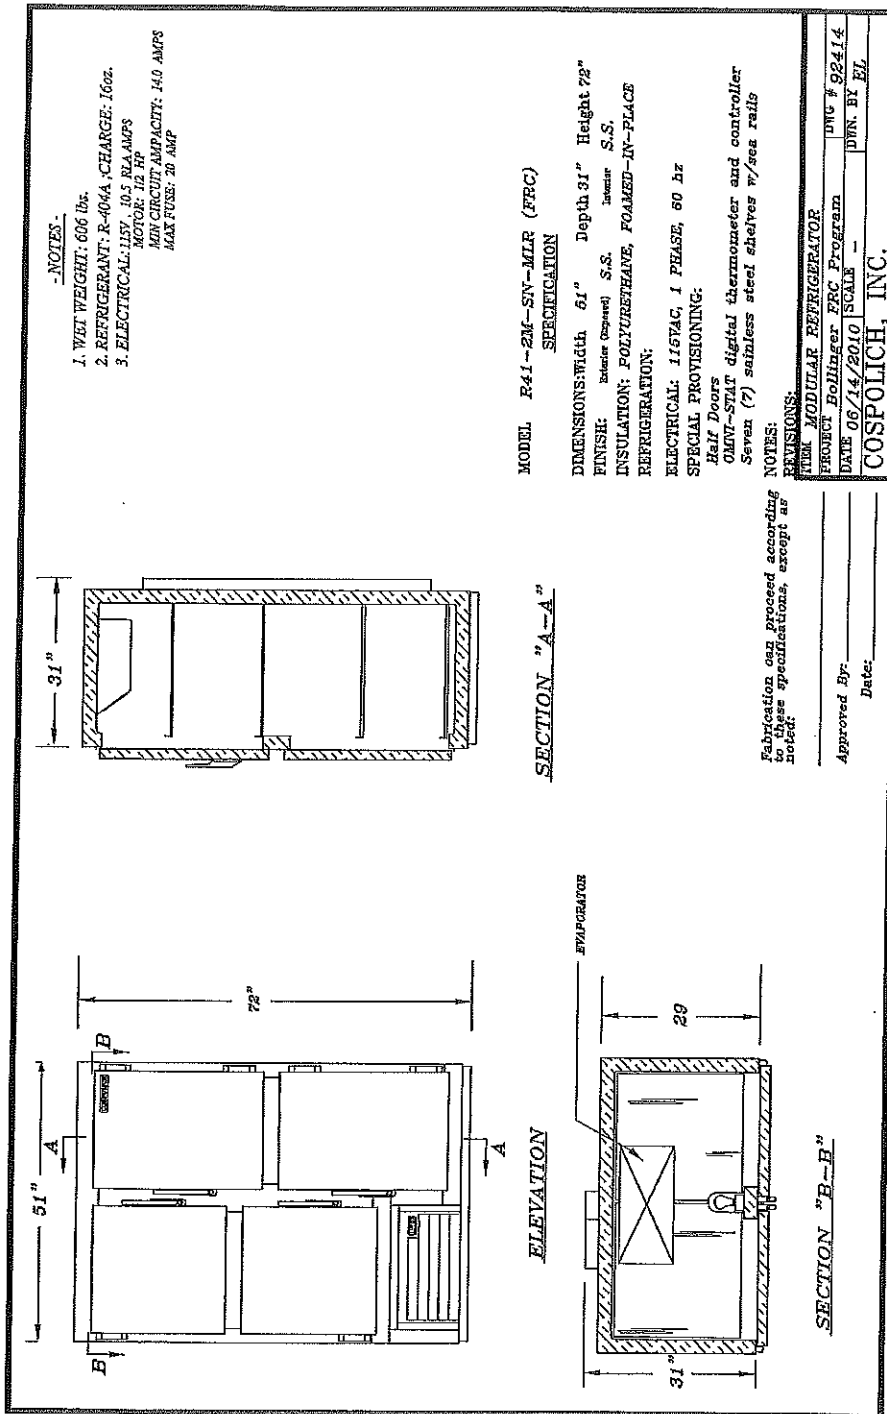 -NOTES-
1. WET WEIGHT: 606 lbs.
2. REFRIGERANT: R-404A ;CHARGE: 16oz.
3. ELECTRICAL: 115V , 10.5 RLA AMPS
MOTOR: 1/2 HP
MIN CIRCUIT AMPACITY: 14.0 AMPS
MAX FUSE: 20 AMP
51"
A
B
72"
B
A
ELEVATION
31"
SECTION "A-A"
EVAPORATOR
29
31"
SECTION "B-B"
MODEL R41-2M-SN-MLR (FRC)
SPECIFICATION
DIMENSIONS:Width 51" Depth 31" Height 72"
FINISH: Exterior (Exposed) S.S. Interior S.S.
INSULATION: POLYURETHANE, FOAMED-IN-PLACE
REFRIGERATION:
ELECTRICAL: 115VAC, 1 PHASE, 60 hz
SPECIAL PROVISIONING:
Half Doors
OMNI-STAT digital thermometer and controller
Seven (7) sainless steel shelves w/sea rails
NOTES:
REVISIONS:
Fabrication can proceed according
to these specifications, except as
noted:
Approved By:
Date:
ITEM MODULAR REFRIGERATOR
PROJECT Bollinger FRC Program DWG # 92414
DATE 06/14/2010 SCALE - DWN. BY EL
COSPOLICH, INC.